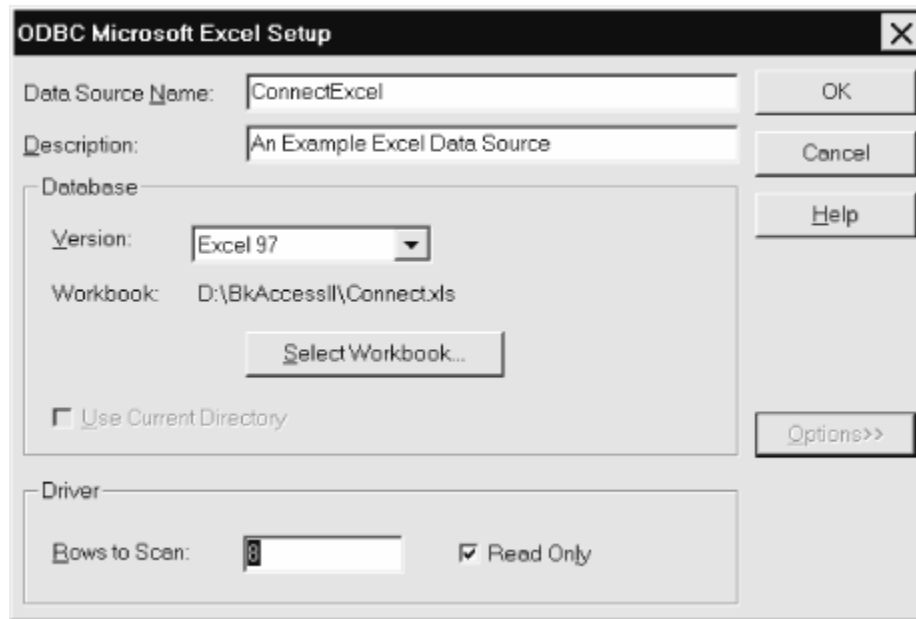 ODBC Microsoft Excel Setup
Data Source Name: ConnectExcel
OK
Description: An Example Excel Data Source
Cancel
Database
Help
Version: Excel 97
Workbook: D:\BkAccessII\Connect.xls
Select Workbook...
Use Current Directory
Options>>
Driver
Rows to Scan: 8
Read Only